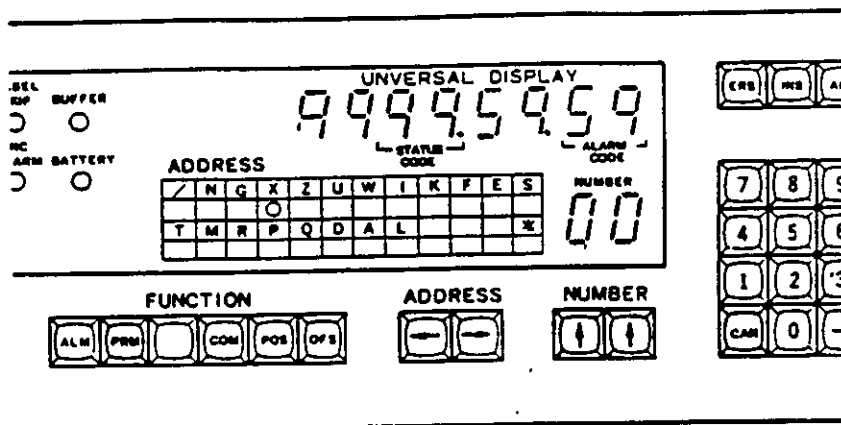 UNVERSAL DISPLAY
BUFFER
.9999.59.59
STATUS CODE
ALARM CODE
BATTERY
ADDRESS
/ N G X Z U W I K F E S
T M R P Q D A L *
NUMBER
00
FUNCTION
ADDRESS
NUMBER
ALM PRM COM POS OFS
INS
7 8
4 5
1 2
CAN 0 -